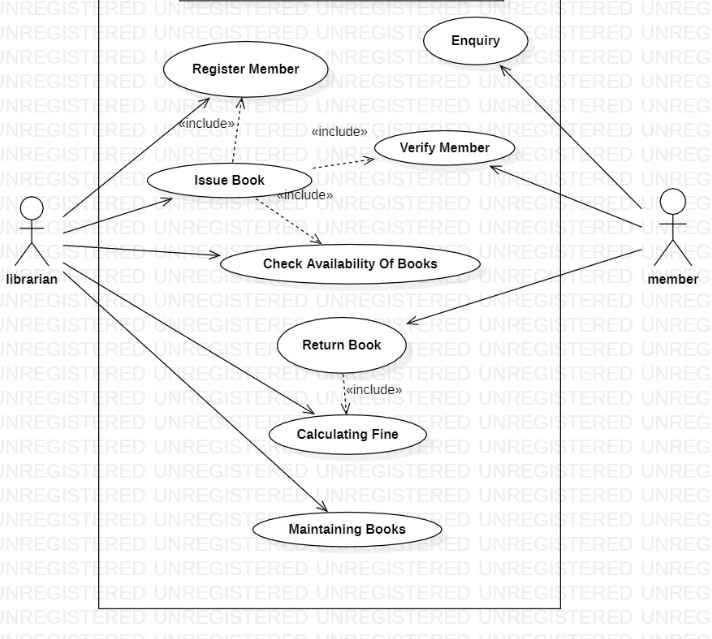 Enquiry
Register Member
«include»
«include»
Verify Member
Issue Book
«include»
librarian
Check Availability Of Books
member
Return Book
«include»
Calculating Fine
Maintaining Books
UNREGISTERED UNREGISTERED UNREGISTERED UNREGISTERED UNREG